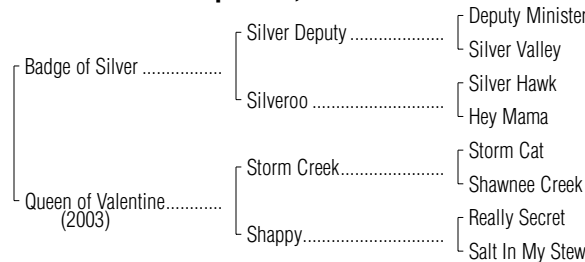 Deputy Minister
Silver Deputy ....................
Silver Valley
Badge of Silver .................
Silver Hawk
Silveroo ............................
Hey Mama
Storm Cat
Storm Creek......................
Shawnee Creek
Queen of Valentine............
(2003)
Really Secret
Shappy..............................
Salt In My Stew